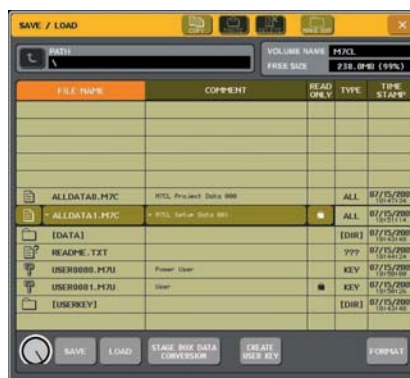 SAVE / LOAD
COPY PASTE DELETE MAKE DIR
PATH
\
VOLUME NAME M7CL
FREE SIZE 238.0MB (99%)
FILE NAME COMMENT READ ONLY TYPE TIME STAMP
ALLDATA0.M7C M7CL Project Data 000 ALL
ALLDATA1.M7C M7CL Setup Data 001 ALL
[DATA] [DIR]
README.TXT ???
USER0000.M7U Power User KEY
USER0001.M7U User KEY
[USERKEY] [DIR]
SAVE LOAD STAGE BOX DATA CONVERSION CREATE USER KEY FORMAT